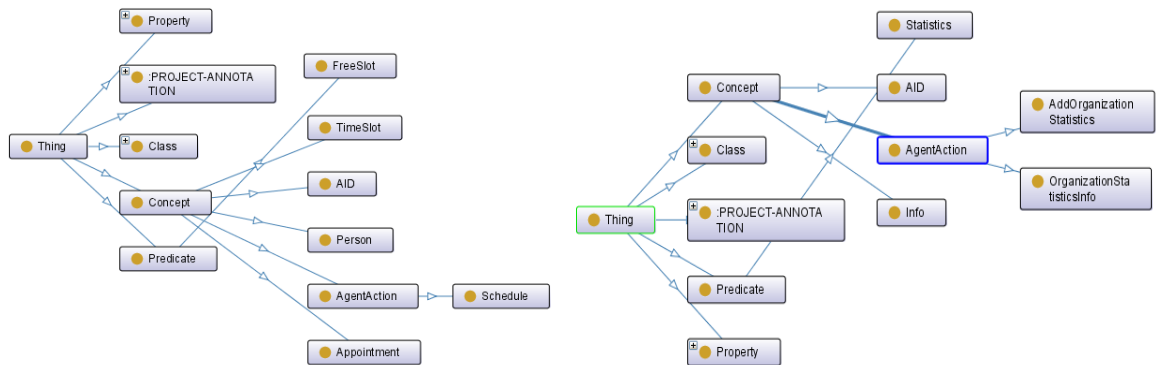 Property
:PROJECT-ANNOTA
TION
Thing
Class
Concept
Predicate
FreeSlot
TimeSlot
AID
Person
AgentAction
Schedule
Appointment
Statistics
Concept
AID
AddOrganization
Statistics
Class
AgentAction
OrganizationSta
tisticsInfo
Thing
:PROJECT-ANNOTA
TION
Info
Predicate
Property